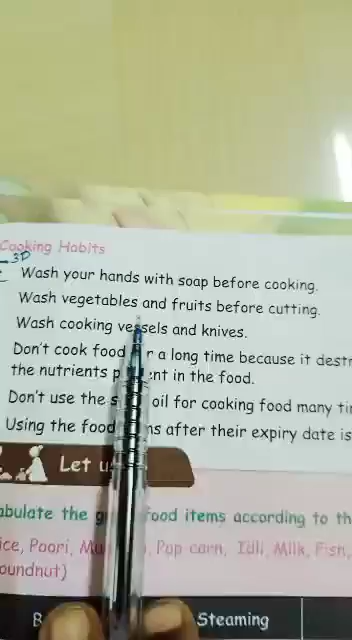 Cooking Habits
Wash your hands with soap before cooking.
Wash vegetables and fruits before cutting.
Wash cooking vessels and knives.
Don't cook food a long time because it
the nutrients in the food.
Don't use the oil for cooking food many
Using the food after their expiry date is
Let
the food items according to
Poori, Pop corn, Idli, Milk, Fish,
Steaming